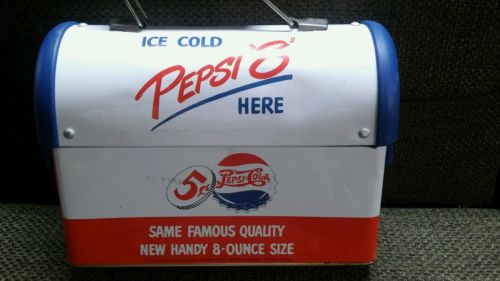 ICE COLD
PEPSI "8"
HERE
5¢
PEPSI-COLA
SAME FAMOUS QUALITY
NEW HANDY 8-OUNCE SIZE